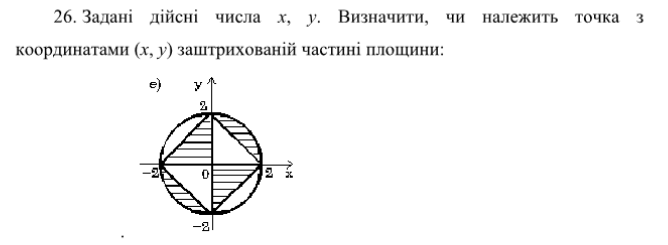 26. Задані дійсні числа x, y. Визначити, чи належить точка з
координатами (x, y) заштрихованій частині площини:
е)
y
2
-2
0
2
x
-2